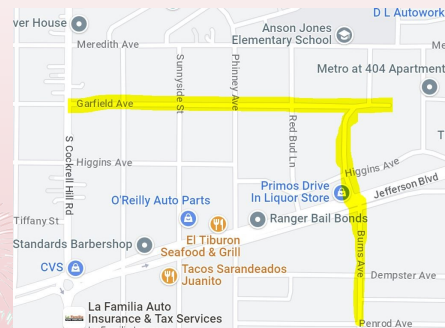 D L Autowork
ver House
Anson Jones
Elementary School
Meredith Ave
Me
Metro at 404 Apartment
Sunnyside St
Phinney Ave
Garfield Ave
Red Bud Ln
S Cockrell Hill Rd
T
Higgins Ave
Higgins Ave
Jefferson Blvd
Primos Drive
In Liquor Store
O'Reilly Auto Parts
Tiffany St
Ranger Bail Bonds
Standards Barbershop
El Tiburon
Seafood & Grill
Burns Ave
CVS
Tacos Sarandeados
Juanito
Dempster Ave
La Familia Auto
Insurance & Tax Services
Penrod Ave